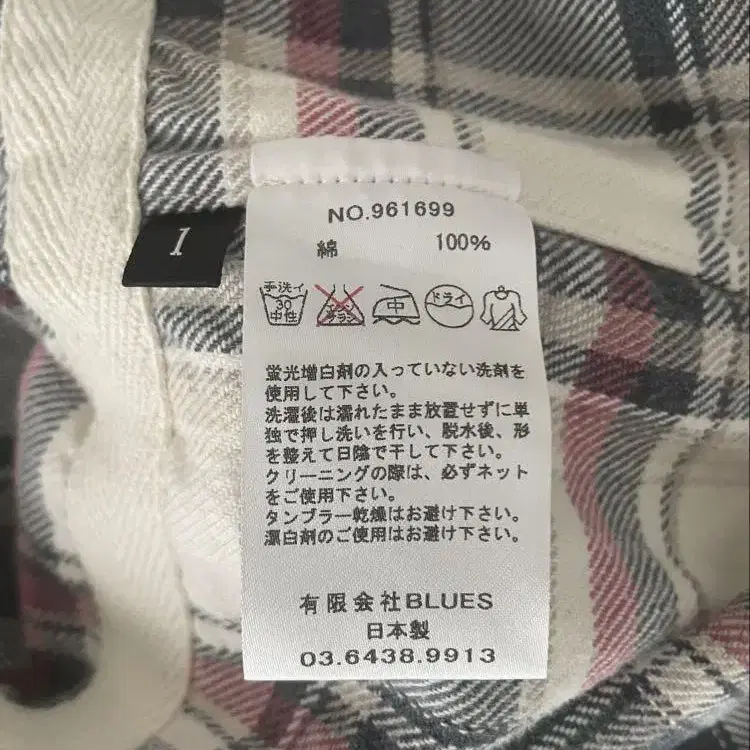 1
NO.961699
綿 100%
手洗イ 30 中性
エンソ サラシ
中
ドライ
蛍光増白剤の入っていない洗剤を
使用して下さい。
洗濯後は濡れたまま放置せずに単
独で押し洗いを行い、脱水後、形
を整えて日陰で干して下さい。
クリーニングの際は、必ずネット
をご使用下さい。
タンブラー乾燥はお避け下さい。
漂白剤のご使用はお避け下さい。
有限会社BLUES
日本製
03.6438.9913